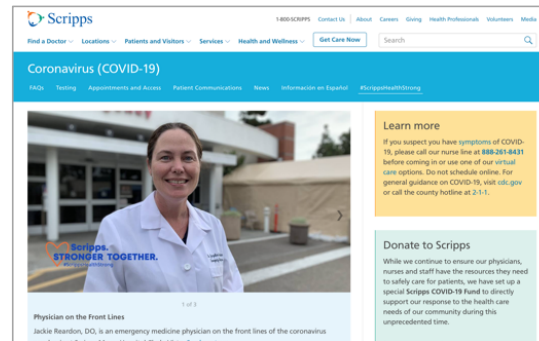 Scripps
1-800-SCRIPPS Contact Us About Careers Giving Health Professionals Volunteers Media
Find a Doctor Locations Patients and Visitors Services Health and Wellness Get Care Now Search
Coronavirus (COVID-19)
FAQs Testing Appointments and Access Patient Communications News Información en Español #ScrippsHealthStrong
Scripps.
STRONGER TOGETHER.
#ScrippsHealthStrong
1 of 3
Physician on the Front Lines
Jackie Reardon, DO, is an emergency medicine physician on the front lines of the coronavirus
Learn more
If you suspect you have symptoms of COVID-
19, please call our nurse line at 888-261-8431
before coming in or use one of our virtual
care options. Do not schedule online. For
general guidance on COVID-19, visit cdc.gov
or call the county hotline at 2-1-1.
Donate to Scripps
While we continue to ensure our physicians,
nurses and staff have the resources they need
to safely care for patients, we have set up a
special Scripps COVID-19 Fund to directly
support our response to the health care
needs of our community during this
unprecedented time.